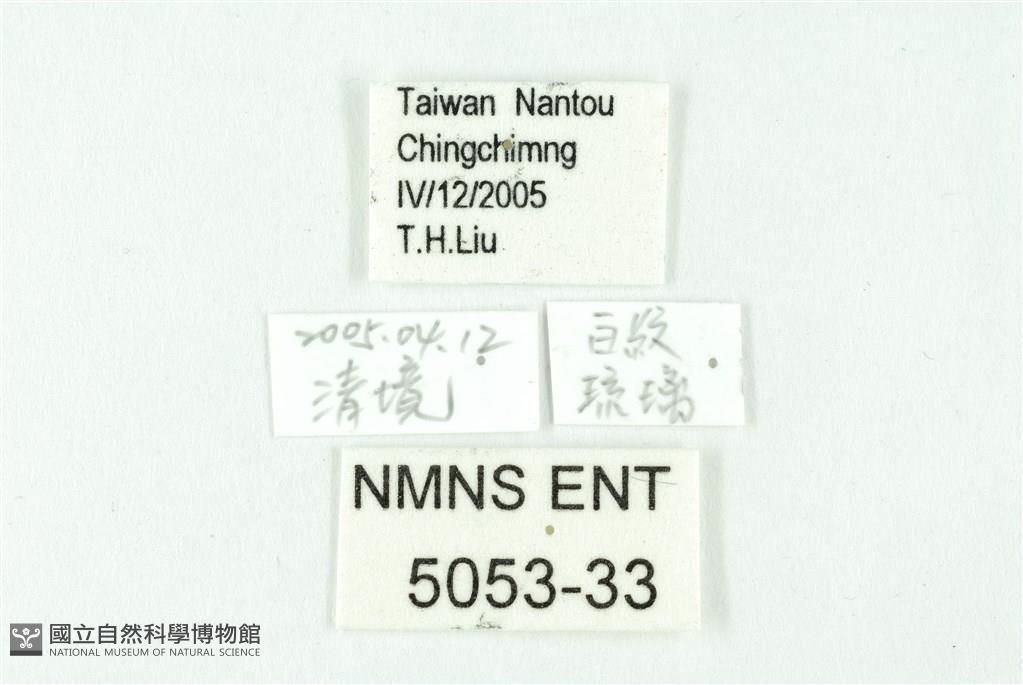 Taiwan Nantou
Chingchimng
IV/12/2005
T.H.Liu
2005.04.12
清境
白紋
琉璃
NMNS ENT
5053-33
國立自然科學博物館
NATIONAL MUSEUM OF NATURAL SCIENCE